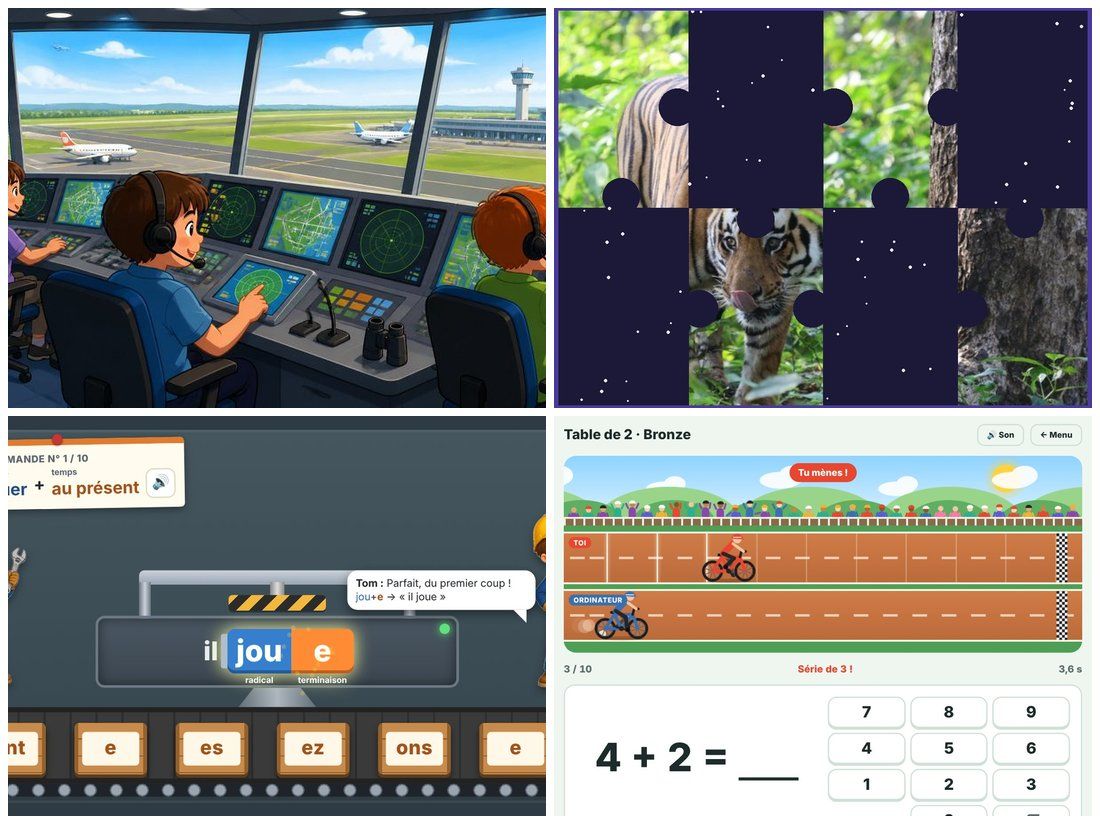 MANDE N° 1 / 10
temps
er + au présent
Tom : Parfait, du premier coup !
jou+e → « il joue »
il jou e
radical terminaison
nt e es ez ons e
Table de 2 · Bronze
Son
← Menu
Tu mènes !
TOI
ORDINATEUR
3 / 10
Série de 3 !
3,6 s
4 + 2 = ___
7 8 9
4 5 6
1 2 3